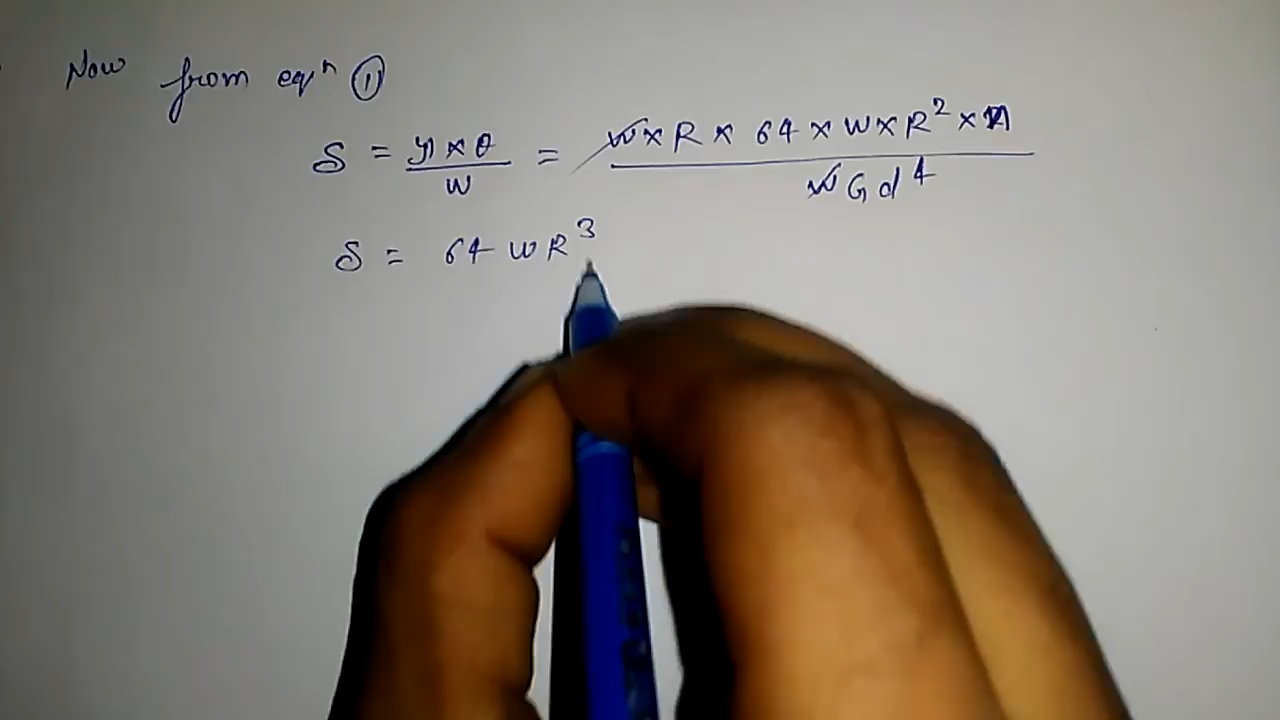 Now from eqⁿ ①
δ = T × θ / W = W × R × 64 × W × R² × n / W G d⁴
δ = 64 W R³